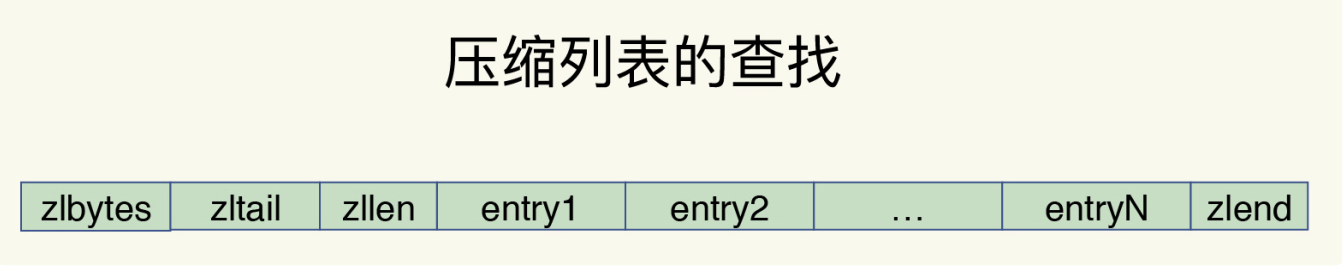 压缩列表的查找
zlbytes zltail zllen entry1 entry2 … entryN zlend